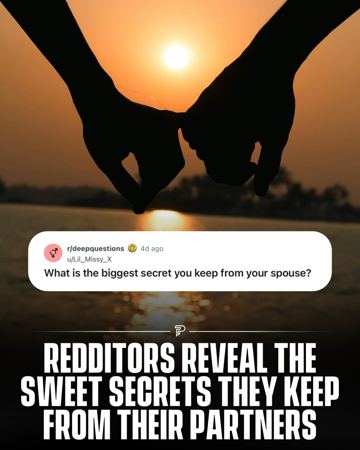 r/deepquestions 4d ago
u/Lil_Missy_X
What is the biggest secret you keep from your spouse?
REDDITORS REVEAL THE
SWEET SECRETS THEY KEEP
FROM THEIR PARTNERS